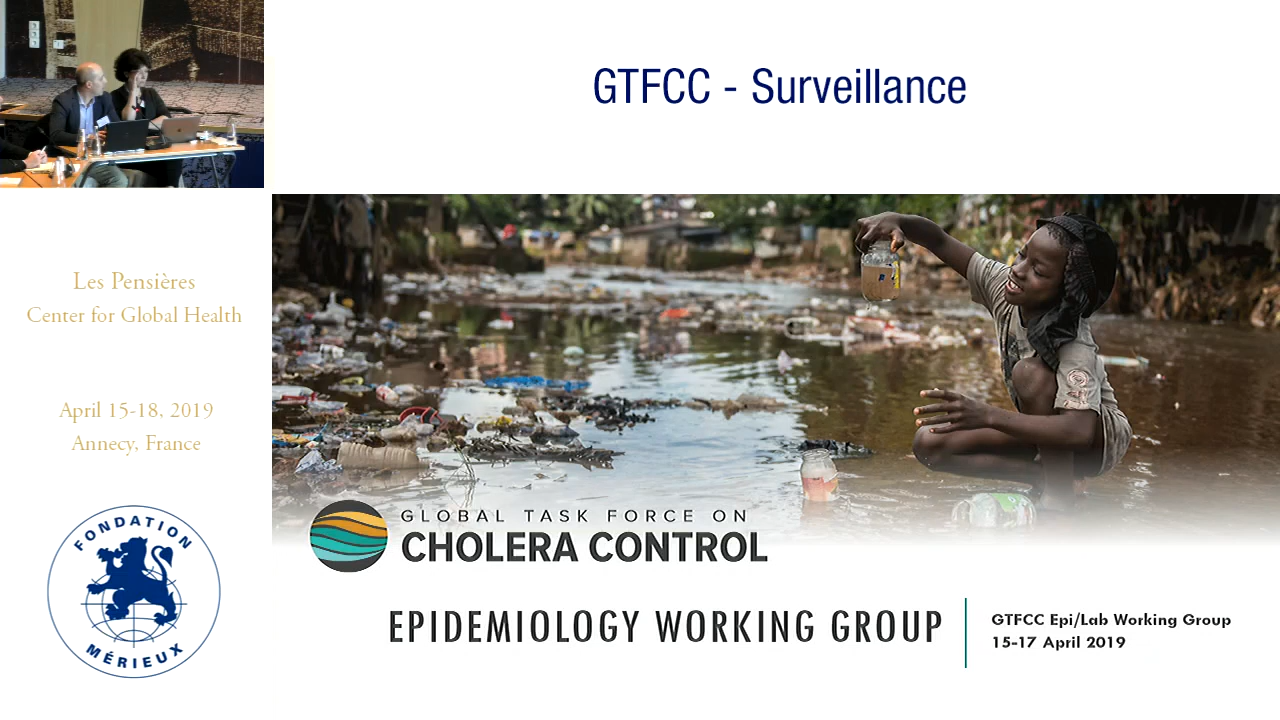 GTFCC - Surveillance
Les Pensières
Center for Global Health
April 15-18, 2019
Annecy, France
FONDATION
MÉRIEUX
GLOBAL TASK FORCE ON
CHOLERA CONTROL
EPIDEMIOLOGY WORKING GROUP
GTFCC Epi/Lab Working Group
15-17 April 2019